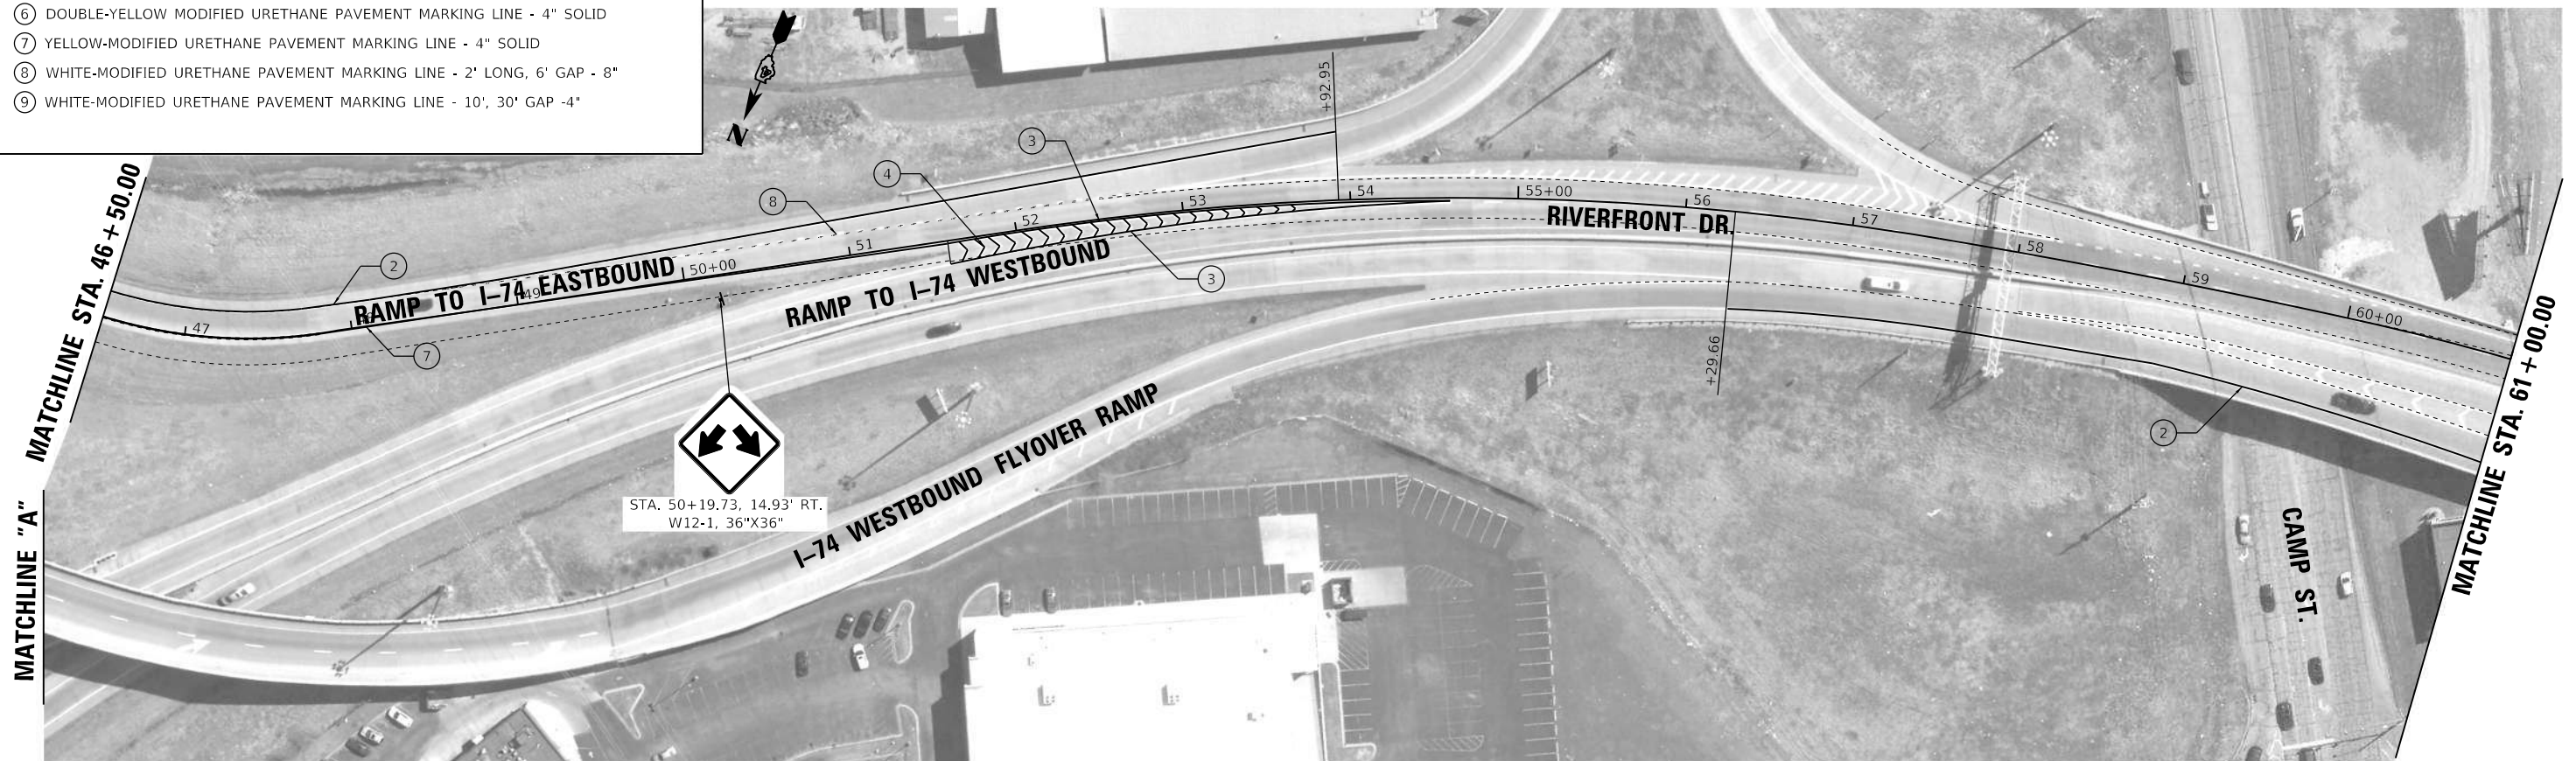 6 DOUBLE-YELLOW MODIFIED URETHANE PAVEMENT MARKING LINE - 4" SOLID
7 YELLOW-MODIFIED URETHANE PAVEMENT MARKING LINE - 4" SOLID
8 WHITE-MODIFIED URETHANE PAVEMENT MARKING LINE - 2' LONG, 6' GAP - 8"
9 WHITE-MODIFIED URETHANE PAVEMENT MARKING LINE - 10', 30' GAP -4"
N
+92.95
3
4
8
2
MATCHLINE STA. 46+50.00
47
49
50+00
51
52
53
54
55+00
56
57
58
59
60+00
RAMP TO I-74 EASTBOUND
RAMP TO I-74 WESTBOUND
RIVERFRONT DR.
3
7
+29.66
2
MATCHLINE STA. 61+00.00
STA. 50+19.73, 14.93' RT.
W12-1, 36"X36"
I-74 WESTBOUND FLYOVER RAMP
CAMP ST.
MATCHLINE "A"